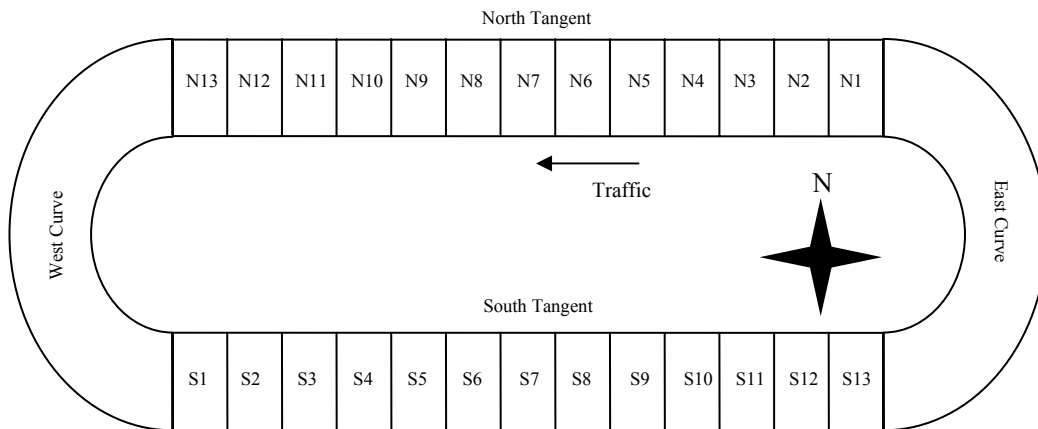 North Tangent
N13 N12 N11 N10 N9 N8 N7 N6 N5 N4 N3 N2 N1
Traffic
N
West Curve
East Curve
South Tangent
S1 S2 S3 S4 S5 S6 S7 S8 S9 S10 S11 S12 S13